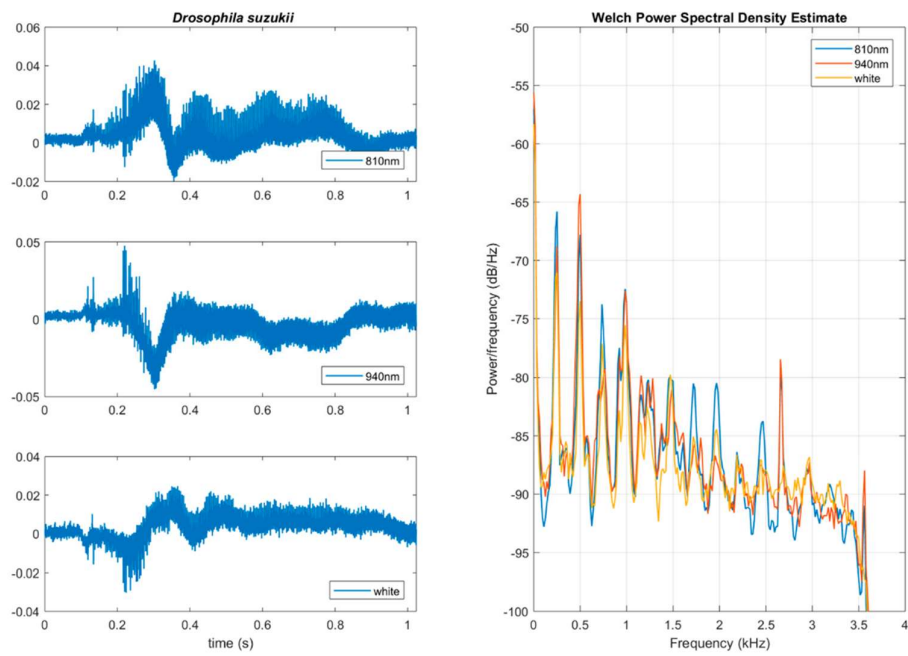 Drosophila suzukii
0.06
0.04
0.02
0
-0.02
0 0.2 0.4 0.6 0.8 1
810nm
0.05
0
-0.05
0 0.2 0.4 0.6 0.8 1
940nm
0.04
0.02
0
-0.02
-0.04
0 0.2 0.4 0.6 0.8 1
white
time (s)
Welch Power Spectral Density Estimate
810nm
940nm
white
Power/frequency (dB/Hz)
-50
-55
-60
-65
-70
-75
-80
-85
-90
-95
-100
0 0.5 1 1.5 2 2.5 3 3.5 4
Frequency (kHz)